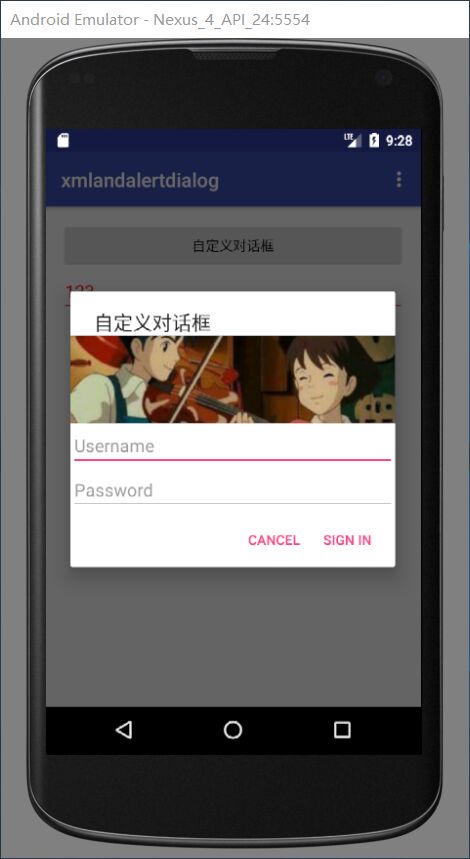 Android Emulator - Nexus_4_API_24:5554
LTE 9:28
xmlandalertdialog
自定义对话框
123
自定义对话框
Username
Password
CANCEL SIGN IN